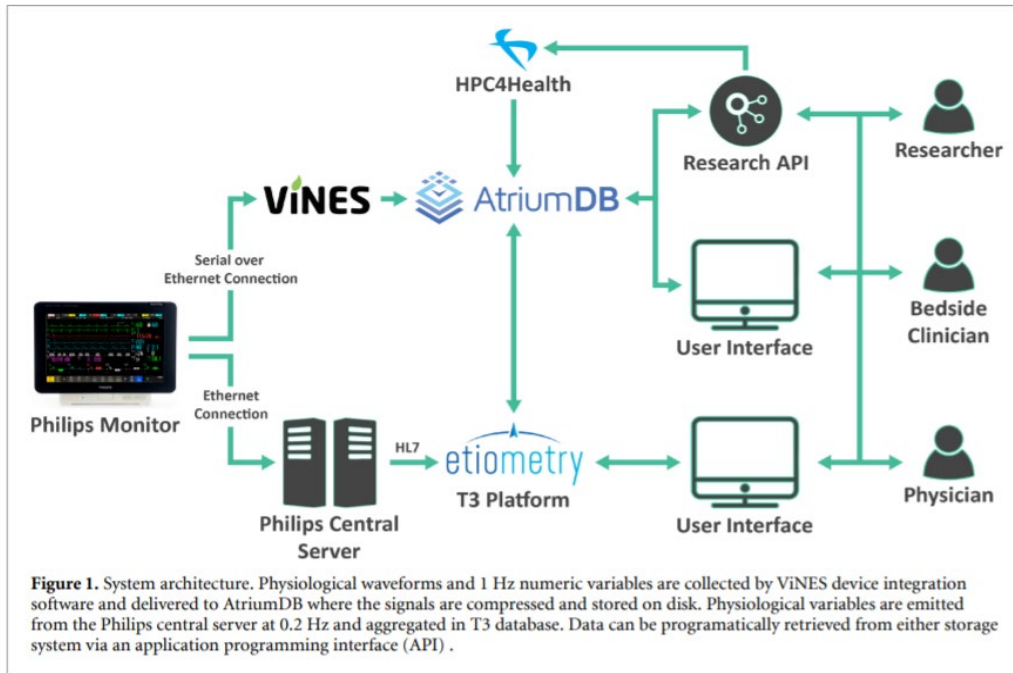 HPC4Health
Research API
Researcher
ViNES
AtriumDB
Serial over
Ethernet Connection
User Interface
Bedside
Clinician
Philips Monitor
Ethernet
Connection
HL7
etiometry
T3 Platform
Philips Central
Server
User Interface
Physician
Figure 1. System architecture. Physiological waveforms and 1 Hz numeric variables are collected by ViNES device integration
software and delivered to AtriumDB where the signals are compressed and stored on disk. Physiological variables are emitted
from the Philips central server at 0.2 Hz and aggregated in T3 database. Data can be programatically retrieved from either storage
system via an application programming interface (API) .